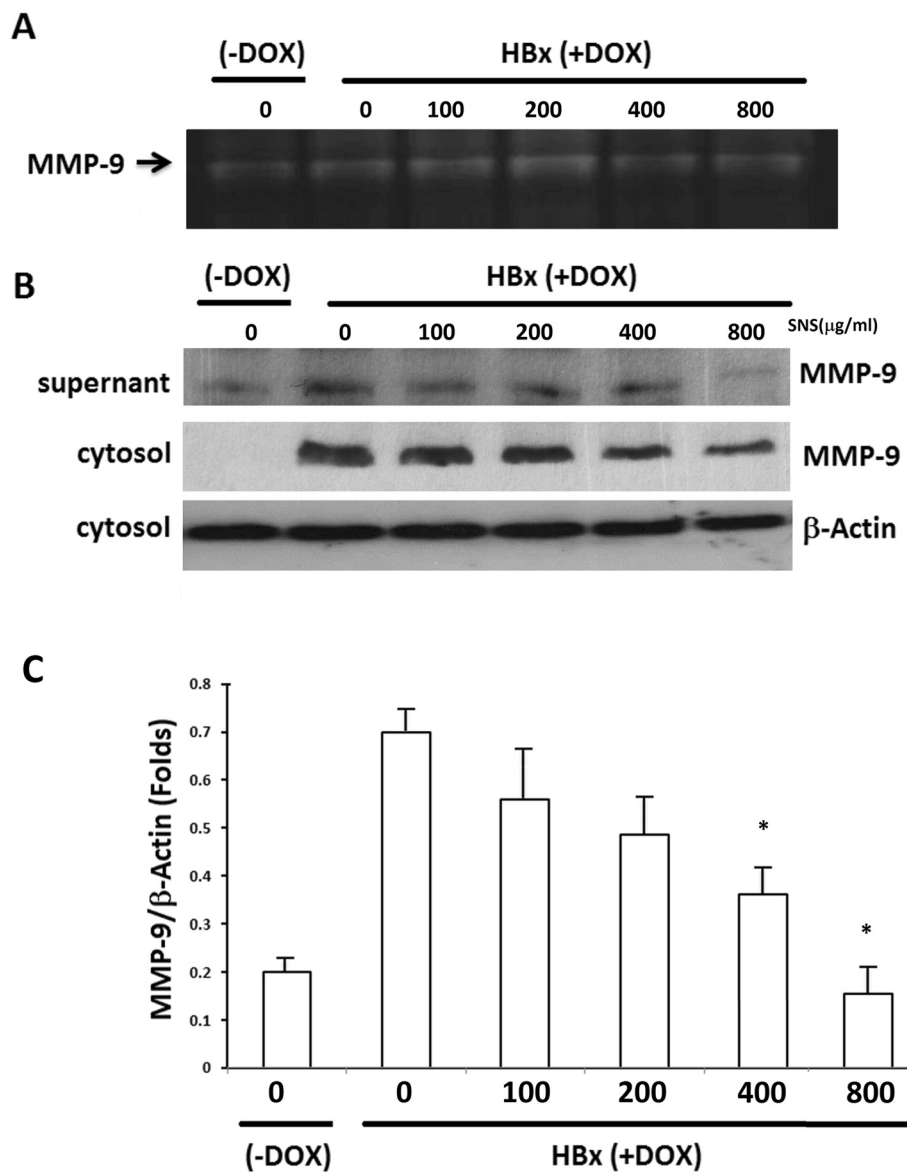 A
(-DOX) HBx (+DOX)
0 0 100 200 400 800
MMP-9
B
(-DOX) HBx (+DOX)
0 0 100 200 400 800 SNS(μg/ml)
supernant MMP-9
cytosol MMP-9
cytosol β-Actin
C
MMP-9/β-Actin (Folds)
0.8
0.7
0.6
0.5
0.4
0.3
0.2
0.1
0
*
*
0 0 100 200 400 800
(-DOX) HBx (+DOX)